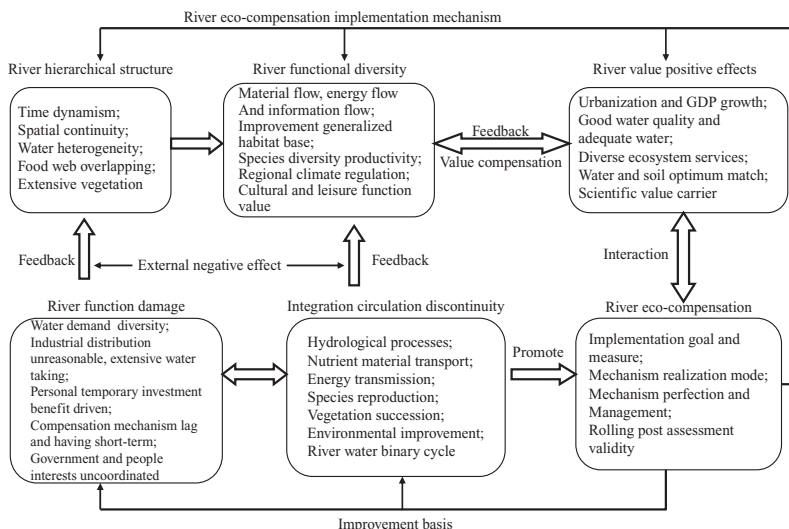 River eco-compensation implementation mechanism
River hierarchical structure
Time dynamism;
Spatial continuity;
Water heterogeneity;
Food web overlapping;
Extensive vegetation
River functional diversity
Material flow, energy flow
And information flow;
Improvement generalized
habitat base;
Species diversity productivity;
Regional climate regulation;
Cultural and leisure function
value
Feedback
Value compensation
River value positive effects
Urbanization and GDP growth;
Good water quality and
adequate water;
Diverse ecosystem services;
Water and soil optimum match;
Scientific value carrier
Feedback
External negative effect
Feedback
Interaction
River function damage
Water demand diversity;
Industrial distribution
unreasonable, extensive water
taking;
Personal temporary investment
benefit driven;
Compensation mechanism lag
and having short-term;
Government and people
interests uncoordinated
Integration circulation discontinuity
Hydrological processes;
Nutrient material transport;
Energy transmission;
Species reproduction;
Vegetation succession;
Environmental improvement;
River water binary cycle
Promote
River eco-compensation
Implementation goal and
measure;
Mechanism realization mode;
Mechanism perfection and
Management;
Rolling post assessment
validity
Improvement basis